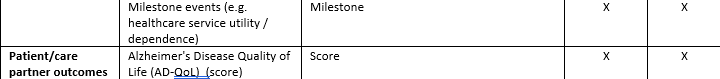 Milestone events (e.g. Milestone X X
healthcare service utility /
dependence)
Patient/care Alzheimer's Disease Quality of Score X X
partner outcomes Life (AD-QoL) (score)